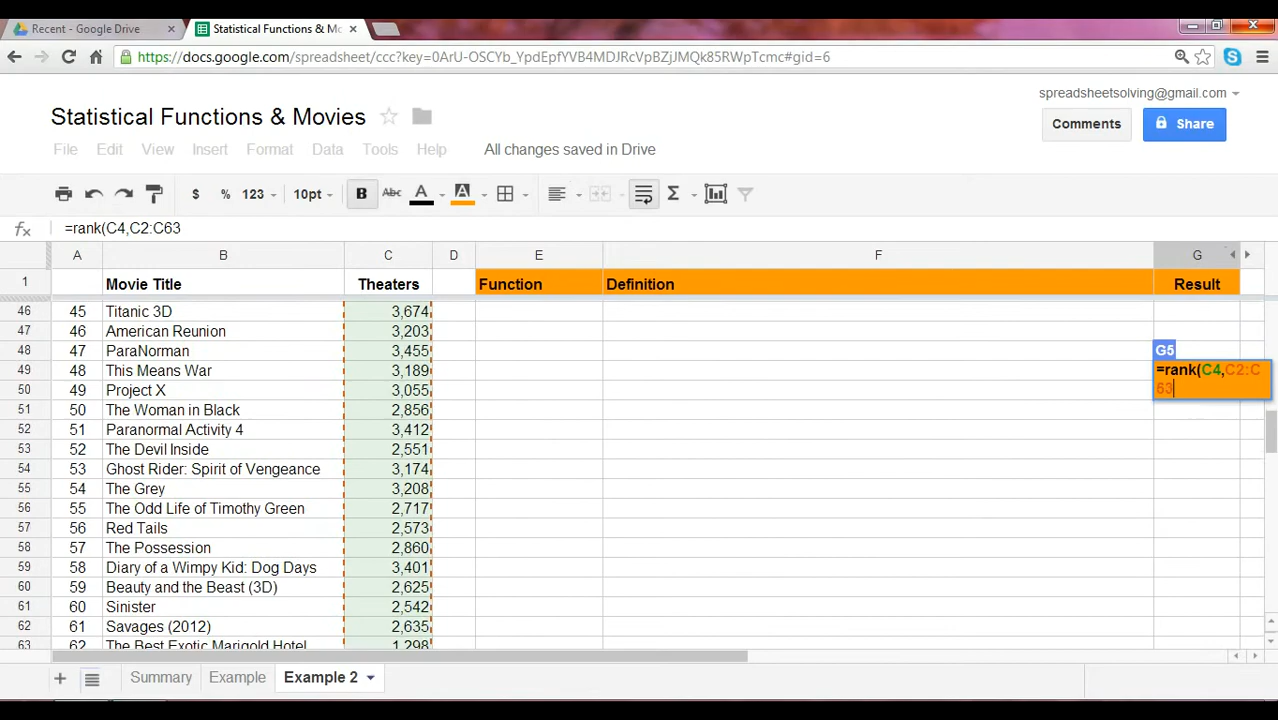 Recent - Google Drive
Statistical Functions & Mo
https://docs.google.com/spreadsheet/ccc?key=0ArU-OSCYb_YpdEpfYVB4MDJRcVpBZjJMQk85RWpTcmc#gid=6
spreadsheetsolving@gmail.com
Statistical Functions & Movies
Comments
Share
File Edit View Insert Format Data Tools Help All changes saved in Drive
$ % 123 10pt B Abc A A Σ
fx =rank(C4,C2:C63
A B C D E F G
1 Movie Title Theaters Function Definition Result
46 45 Titanic 3D 3,674
47 46 American Reunion 3,203
48 47 ParaNorman 3,455 G5
49 48 This Means War 3,189 =rank(C4,C2:C
50 49 Project X 3,055 63
51 50 The Woman in Black 2,856
52 51 Paranormal Activity 4 3,412
53 52 The Devil Inside 2,551
54 53 Ghost Rider: Spirit of Vengeance 3,174
55 54 The Grey 3,208
56 55 The Odd Life of Timothy Green 2,717
57 56 Red Tails 2,573
58 57 The Possession 2,860
59 58 Diary of a Wimpy Kid: Dog Days 3,401
60 59 Beauty and the Beast (3D) 2,625
61 60 Sinister 2,542
62 61 Savages (2012) 2,635
63 62 The Best Exotic Marigold Hotel 1,298
+ Summary Example Example 2